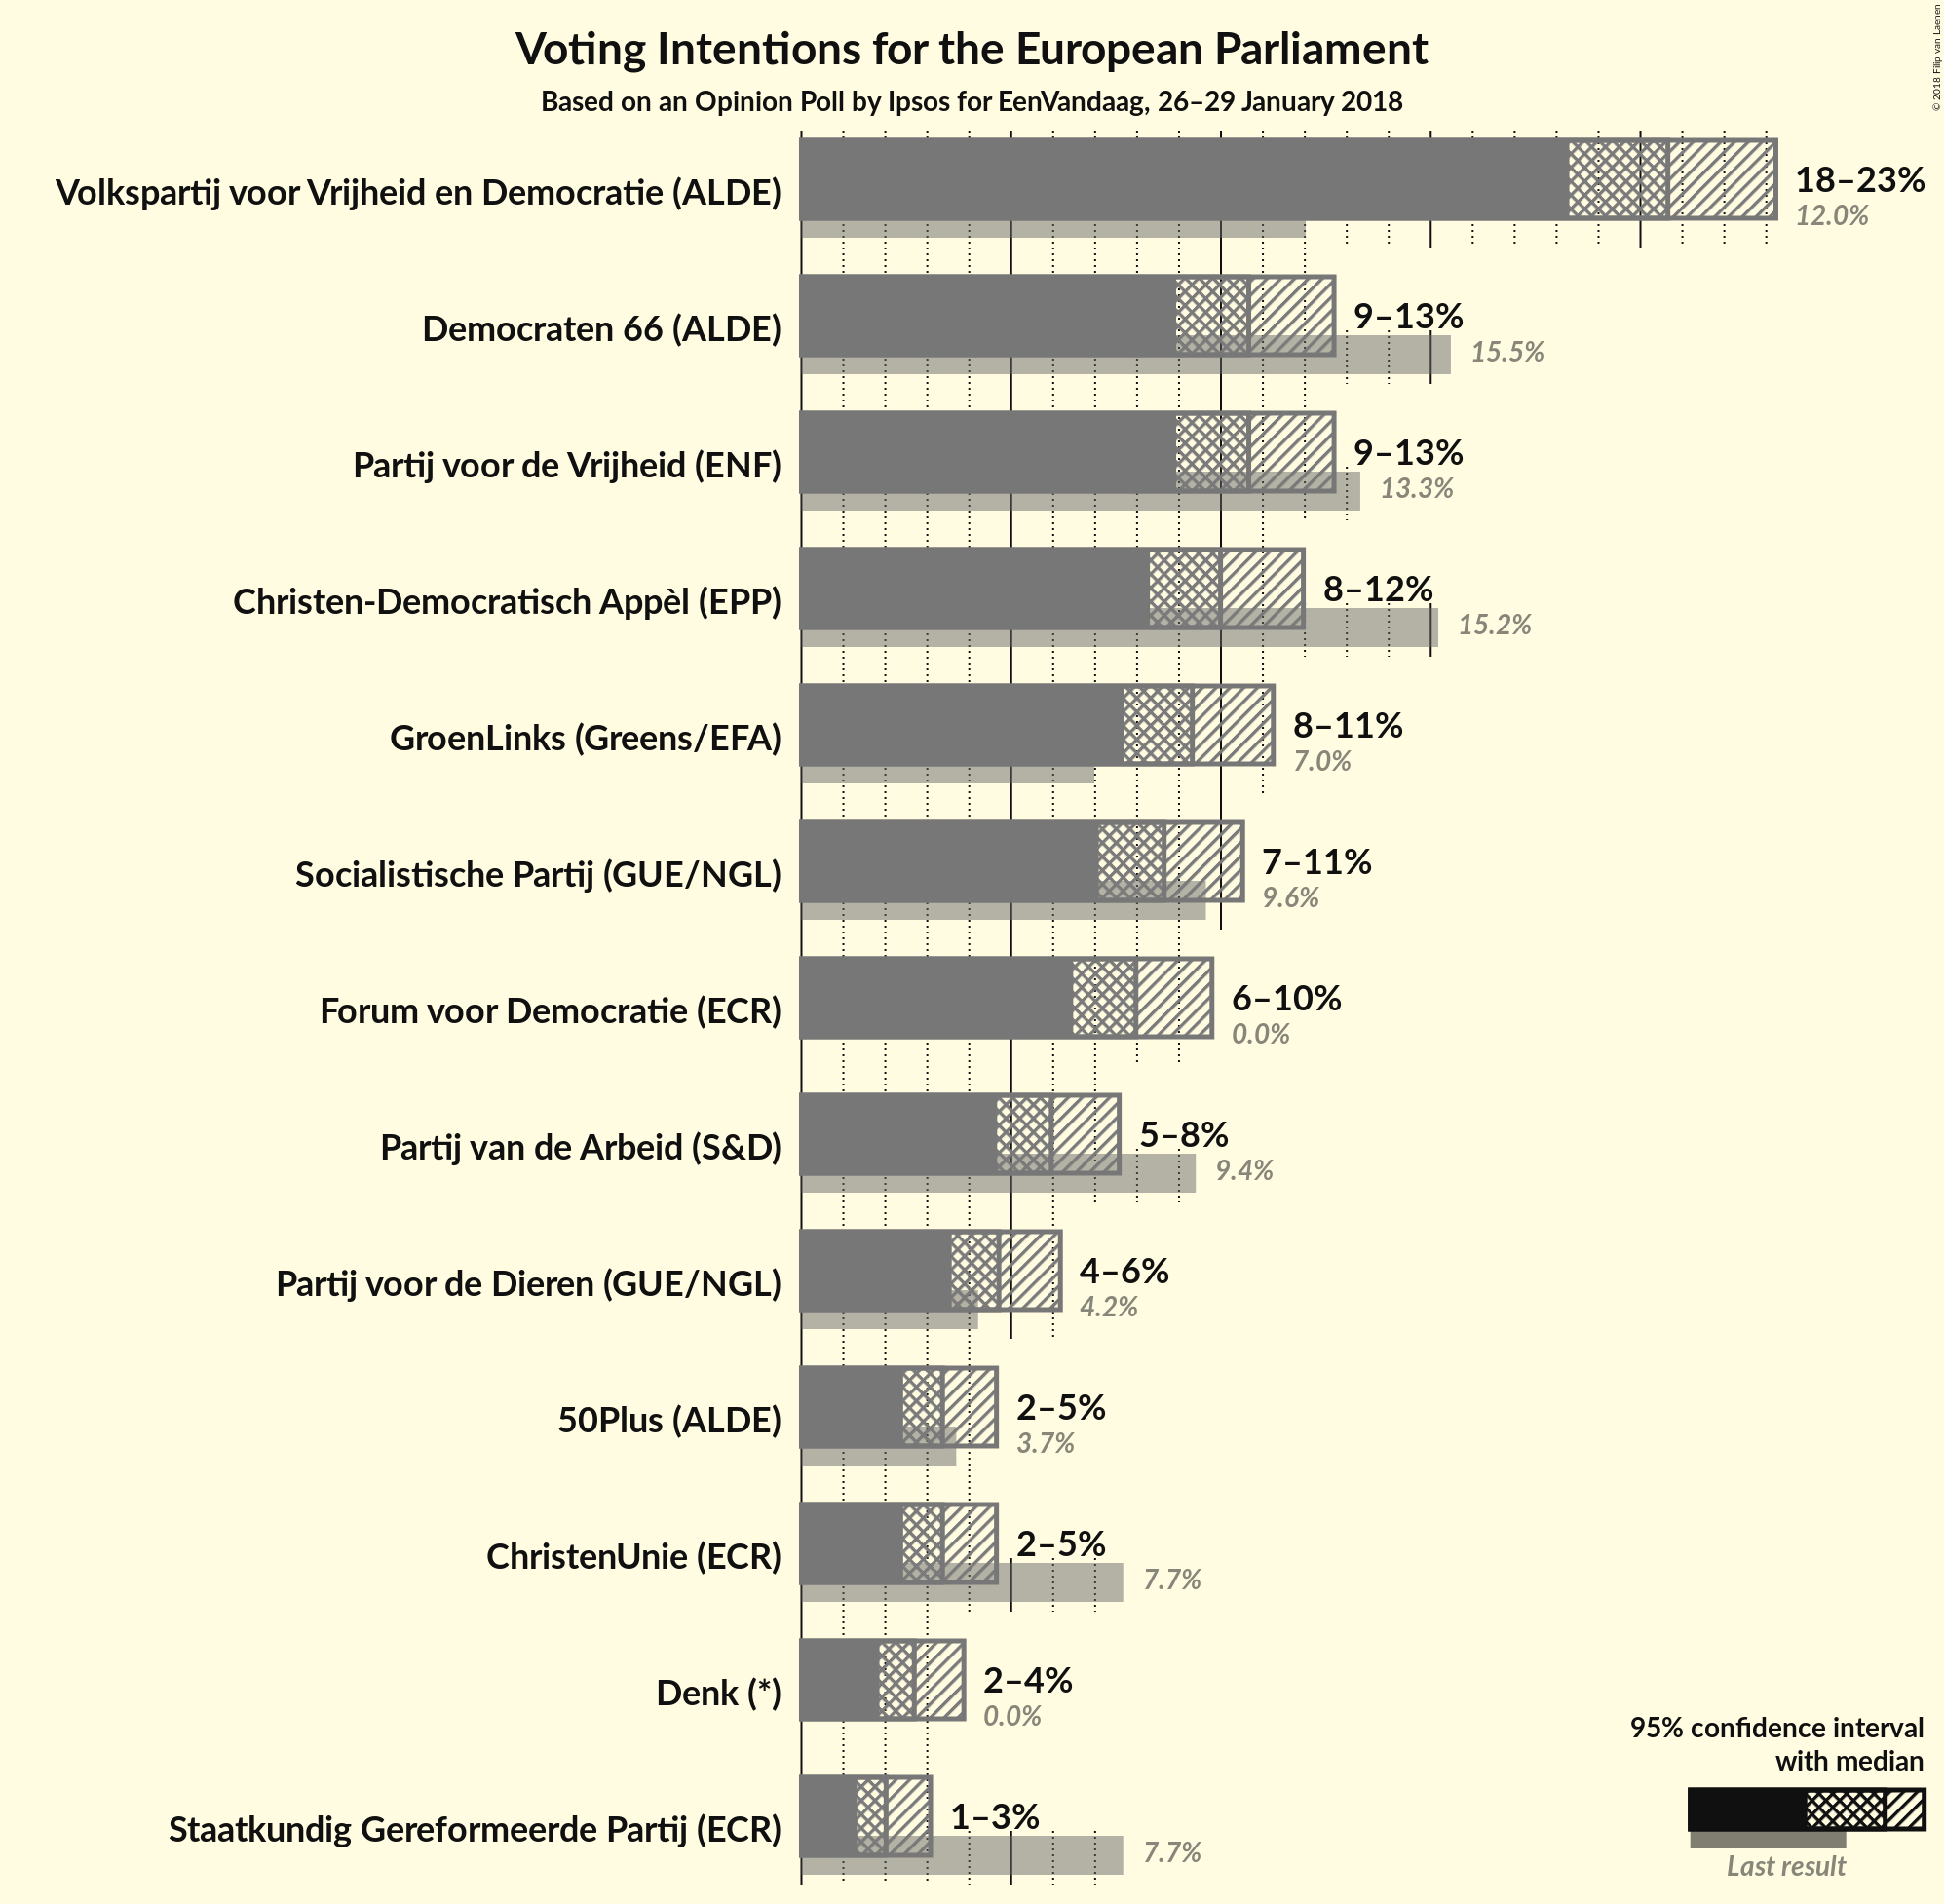 Voting Intentions for the European Parliament
Based on an Opinion Poll by Ipsos for EenVandaag, 26–29 January 2018
© 2018 Filip van Laenen
Volkspartij voor Vrijheid en Democratie (ALDE)
18–23%
12.0%
Democraten 66 (ALDE)
9–13%
15.5%
Partij voor de Vrijheid (ENF)
9–13%
13.3%
Christen-Democratisch Appèl (EPP)
8–12%
15.2%
GroenLinks (Greens/EFA)
8–11%
7.0%
Socialistische Partij (GUE/NGL)
7–11%
9.6%
Forum voor Democratie (ECR)
6–10%
0.0%
Partij van de Arbeid (S&D)
5–8%
9.4%
Partij voor de Dieren (GUE/NGL)
4–6%
4.2%
50Plus (ALDE)
2–5%
3.7%
ChristenUnie (ECR)
2–5%
7.7%
Denk (*)
2–4%
0.0%
Staatkundig Gereformeerde Partij (ECR)
1–3%
7.7%
95% confidence interval
with median
Last result